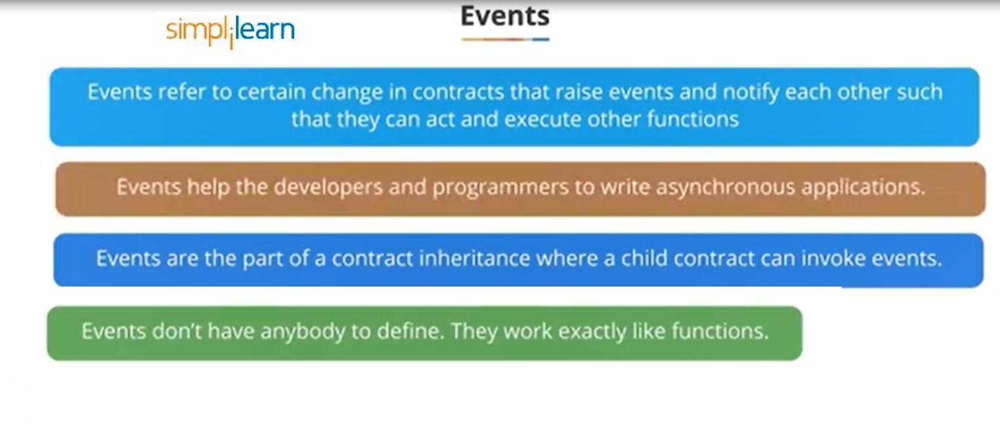 simplilearn
Events
Events refer to certain change in contracts that raise events and notify each other such
that they can act and execute other functions
Events help the developers and programmers to write asynchronous applications.
Events are the part of a contract inheritance where a child contract can invoke events.
Events don’t have anybody to define. They work exactly like functions.